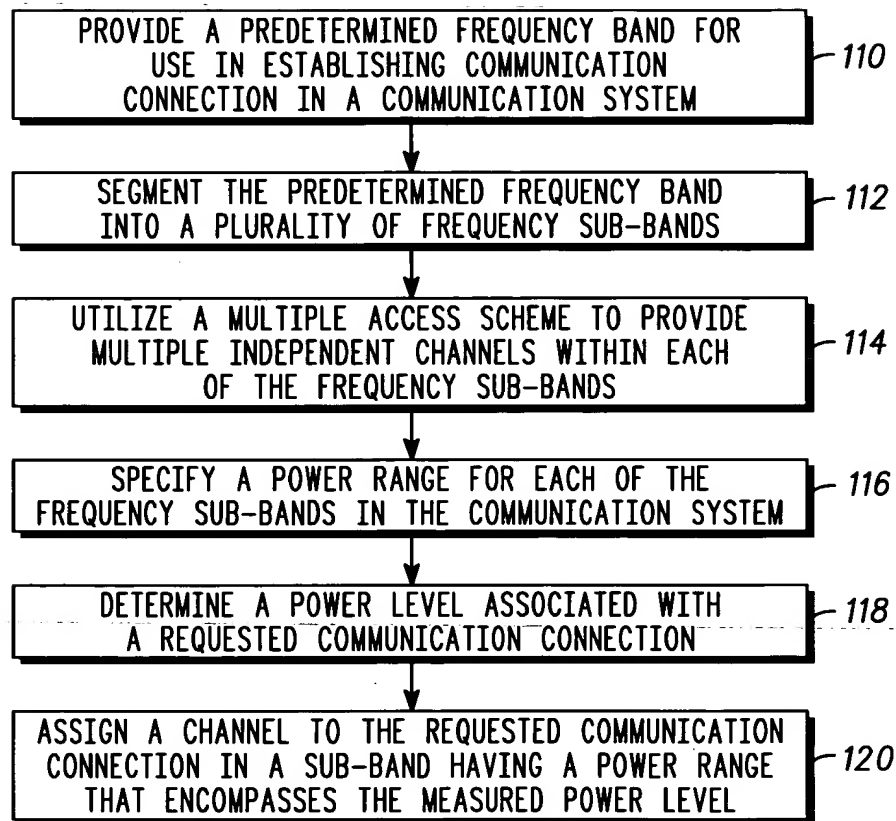 PROVIDE A PREDETERMINED FREQUENCY BAND FOR
USE IN ESTABLISHING COMMUNICATION
CONNECTION IN A COMMUNICATION SYSTEM
110
SEGMENT THE PREDETERMINED FREQUENCY BAND
INTO A PLURALITY OF FREQUENCY SUB-BANDS
112
UTILIZE A MULTIPLE ACCESS SCHEME TO PROVIDE
MULTIPLE INDEPENDENT CHANNELS WITHIN EACH
OF THE FREQUENCY SUB-BANDS
114
SPECIFY A POWER RANGE FOR EACH OF THE
FREQUENCY SUB-BANDS IN THE COMMUNICATION SYSTEM
116
DETERMINE A POWER LEVEL ASSOCIATED WITH
A REQUESTED COMMUNICATION CONNECTION
118
ASSIGN A CHANNEL TO THE REQUESTED COMMUNICATION
CONNECTION IN A SUB-BAND HAVING A POWER RANGE
THAT ENCOMPASSES THE MEASURED POWER LEVEL
120